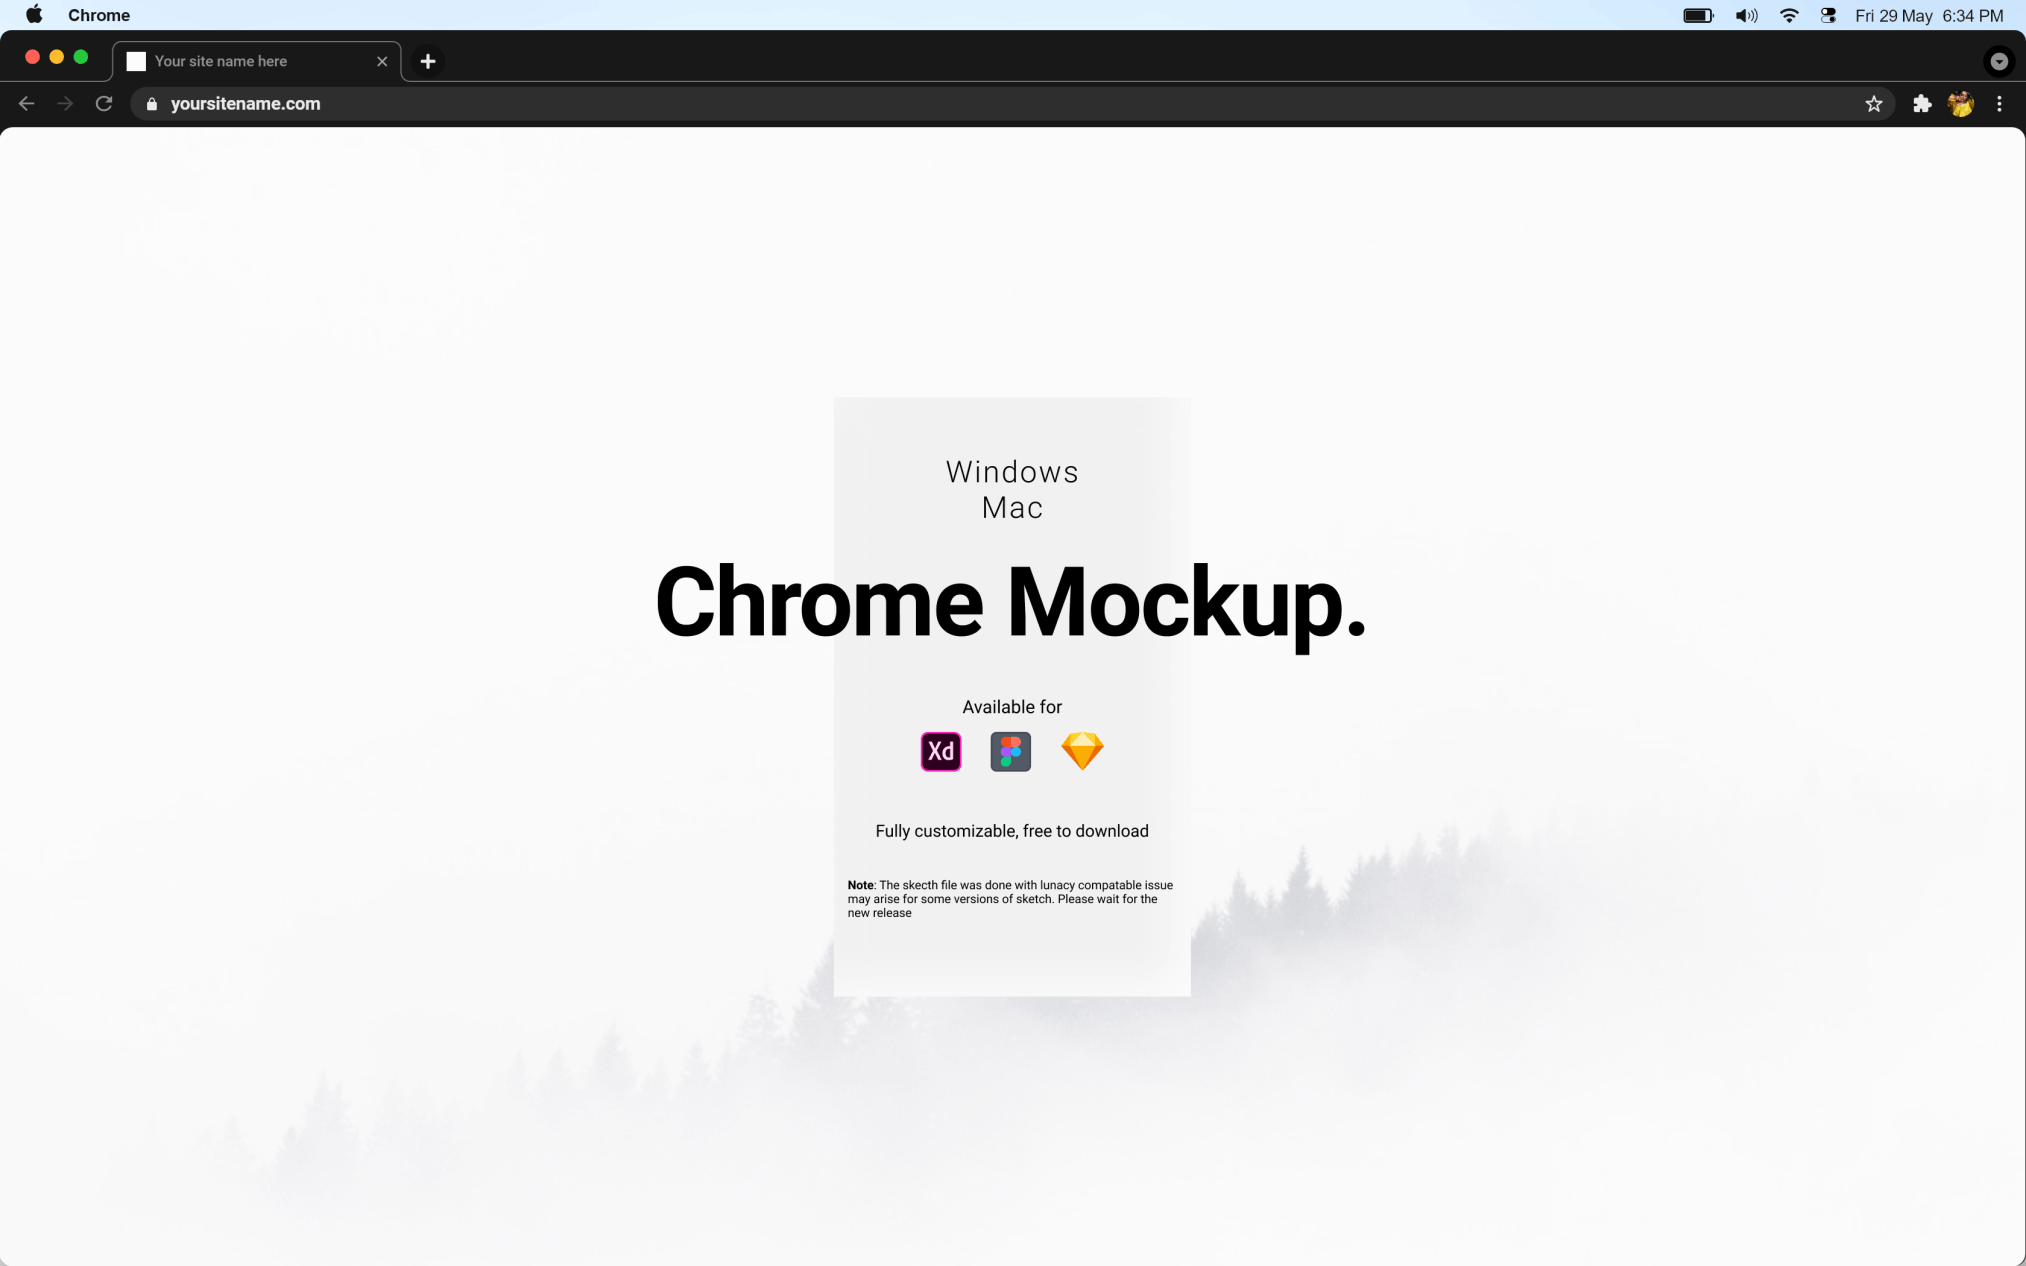 Chrome
Fri 29 May 6:34 PM
Your site name here
yoursitename.com
Windows
Mac
Chrome Mockup.
Available for
Xd
Fully customizable, free to download
Note: The skecth file was done with lunacy compatable issue
may arise for some versions of sketch. Please wait for the
new release